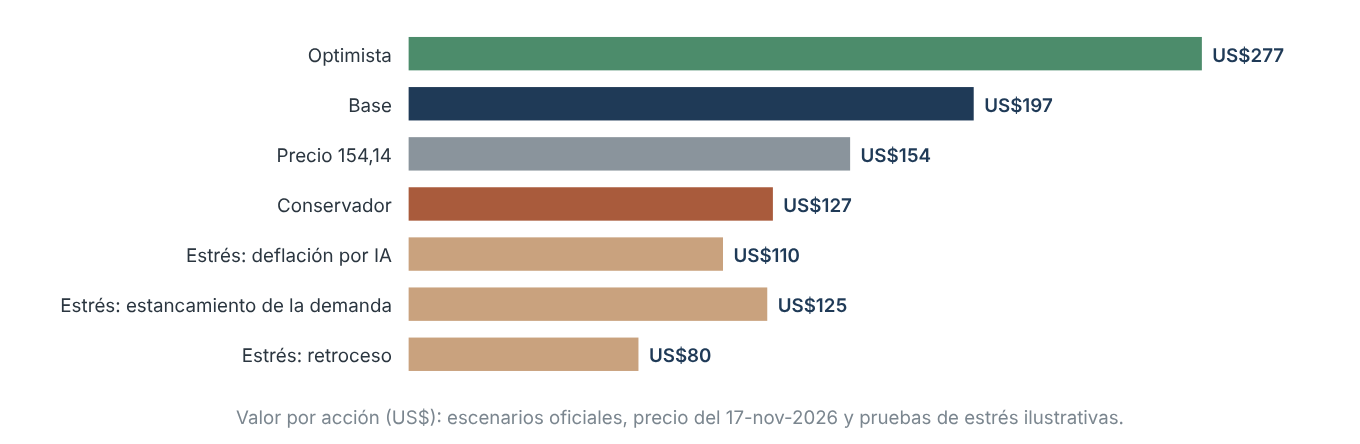 Optimista US$277
Base US$197
Precio 154,14 US$154
Conservador US$127
Estrés: deflación por IA US$110
Estrés: estancamiento de la demanda US$125
Estrés: retroceso US$80
Valor por acción (US$): escenarios oficiales, precio del 17-nov-2026 y pruebas de estrés ilustrativas.